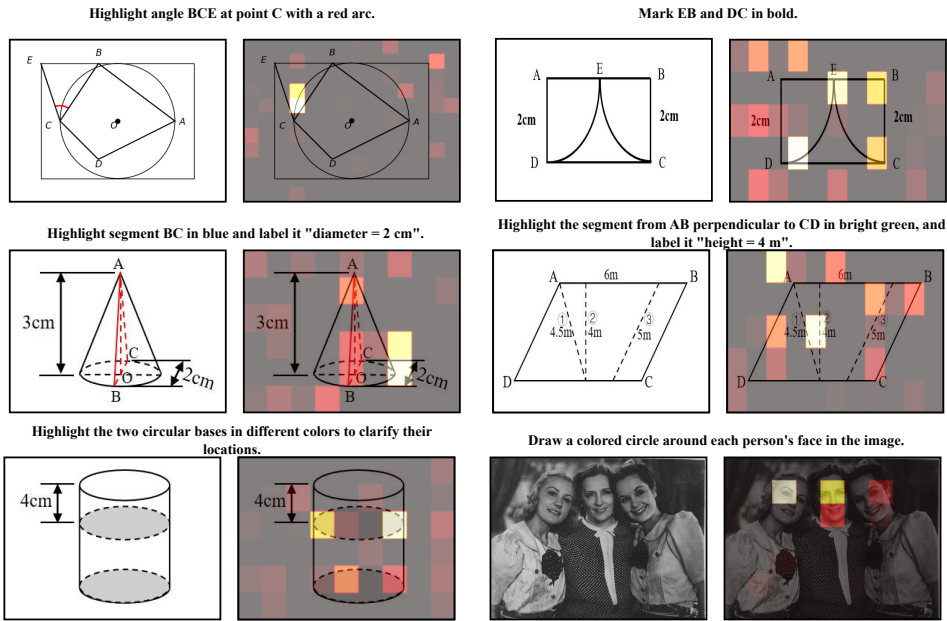 Highlight angle BCE at point C with a red arc.
E B C O A D
E B C O A D
Mark EB and DC in bold.
A E B
2cm 2cm
D C
A E B
2cm 2cm
D C
Highlight segment BC in blue and label it "diameter = 2 cm".
A
3cm
C
O 2cm
B
A
3cm
C
O 2cm
B
Highlight the segment from AB perpendicular to CD in bright green, and
label it "height = 4 m".
A 6m B
① ② ③
4.5m 4m 5m
D C
A 6m B
① ② ③
4.5m 4m 5m
D C
Highlight the two circular bases in different colors to clarify their
locations.
4cm
4cm
Draw a colored circle around each person's face in the image.